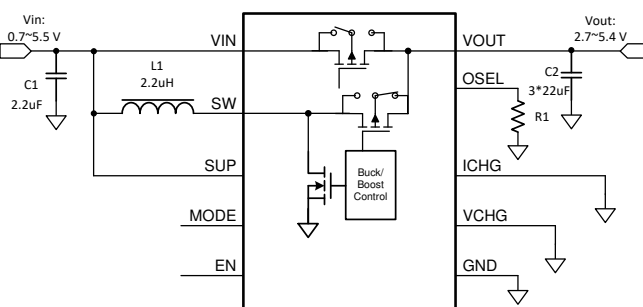 Vin:
0.7~5.5 V
C1
2.2uF
L1
2.2uH
VIN
SW
SUP
MODE
EN
Buck/
Boost
Control
VOUT
OSEL
ICHG
VCHG
GND
Vout:
2.7~5.4 V
C2
3*22uF
R1